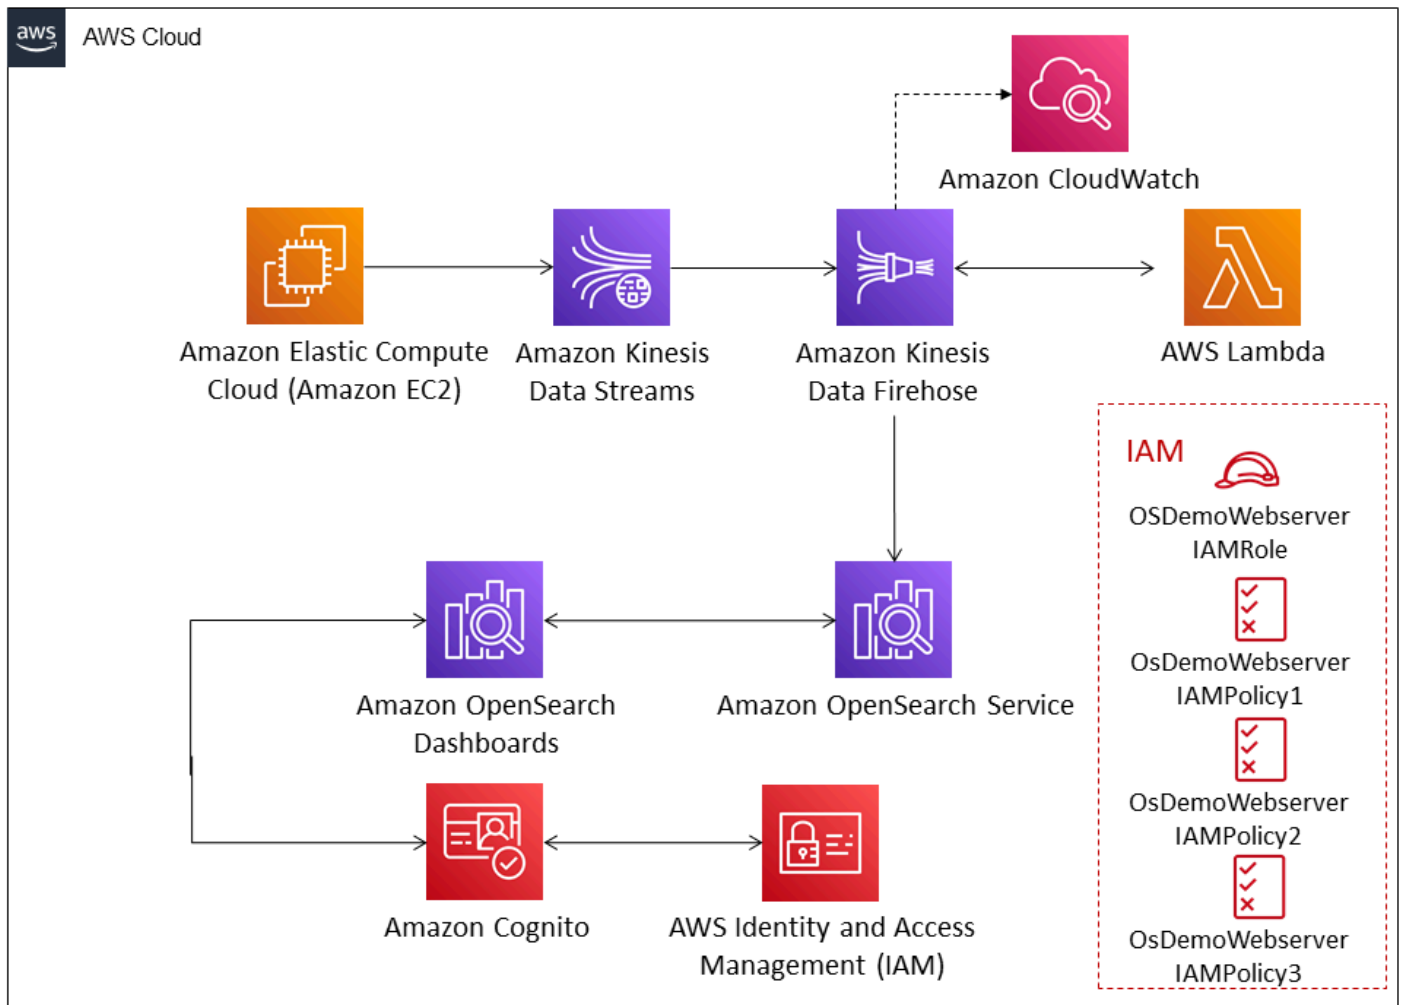 aws
AWS Cloud
Amazon CloudWatch
Amazon Elastic Compute
Cloud (Amazon EC2)
Amazon Kinesis
Data Streams
Amazon Kinesis
Data Firehose
AWS Lambda
IAM
OSDemoWebserver
IAMRole
OsDemoWebserver
IAMPolicy1
OsDemoWebserver
IAMPolicy2
OsDemoWebserver
IAMPolicy3
Amazon OpenSearch
Dashboards
Amazon OpenSearch Service
Amazon Cognito
AWS Identity and Access
Management (IAM)